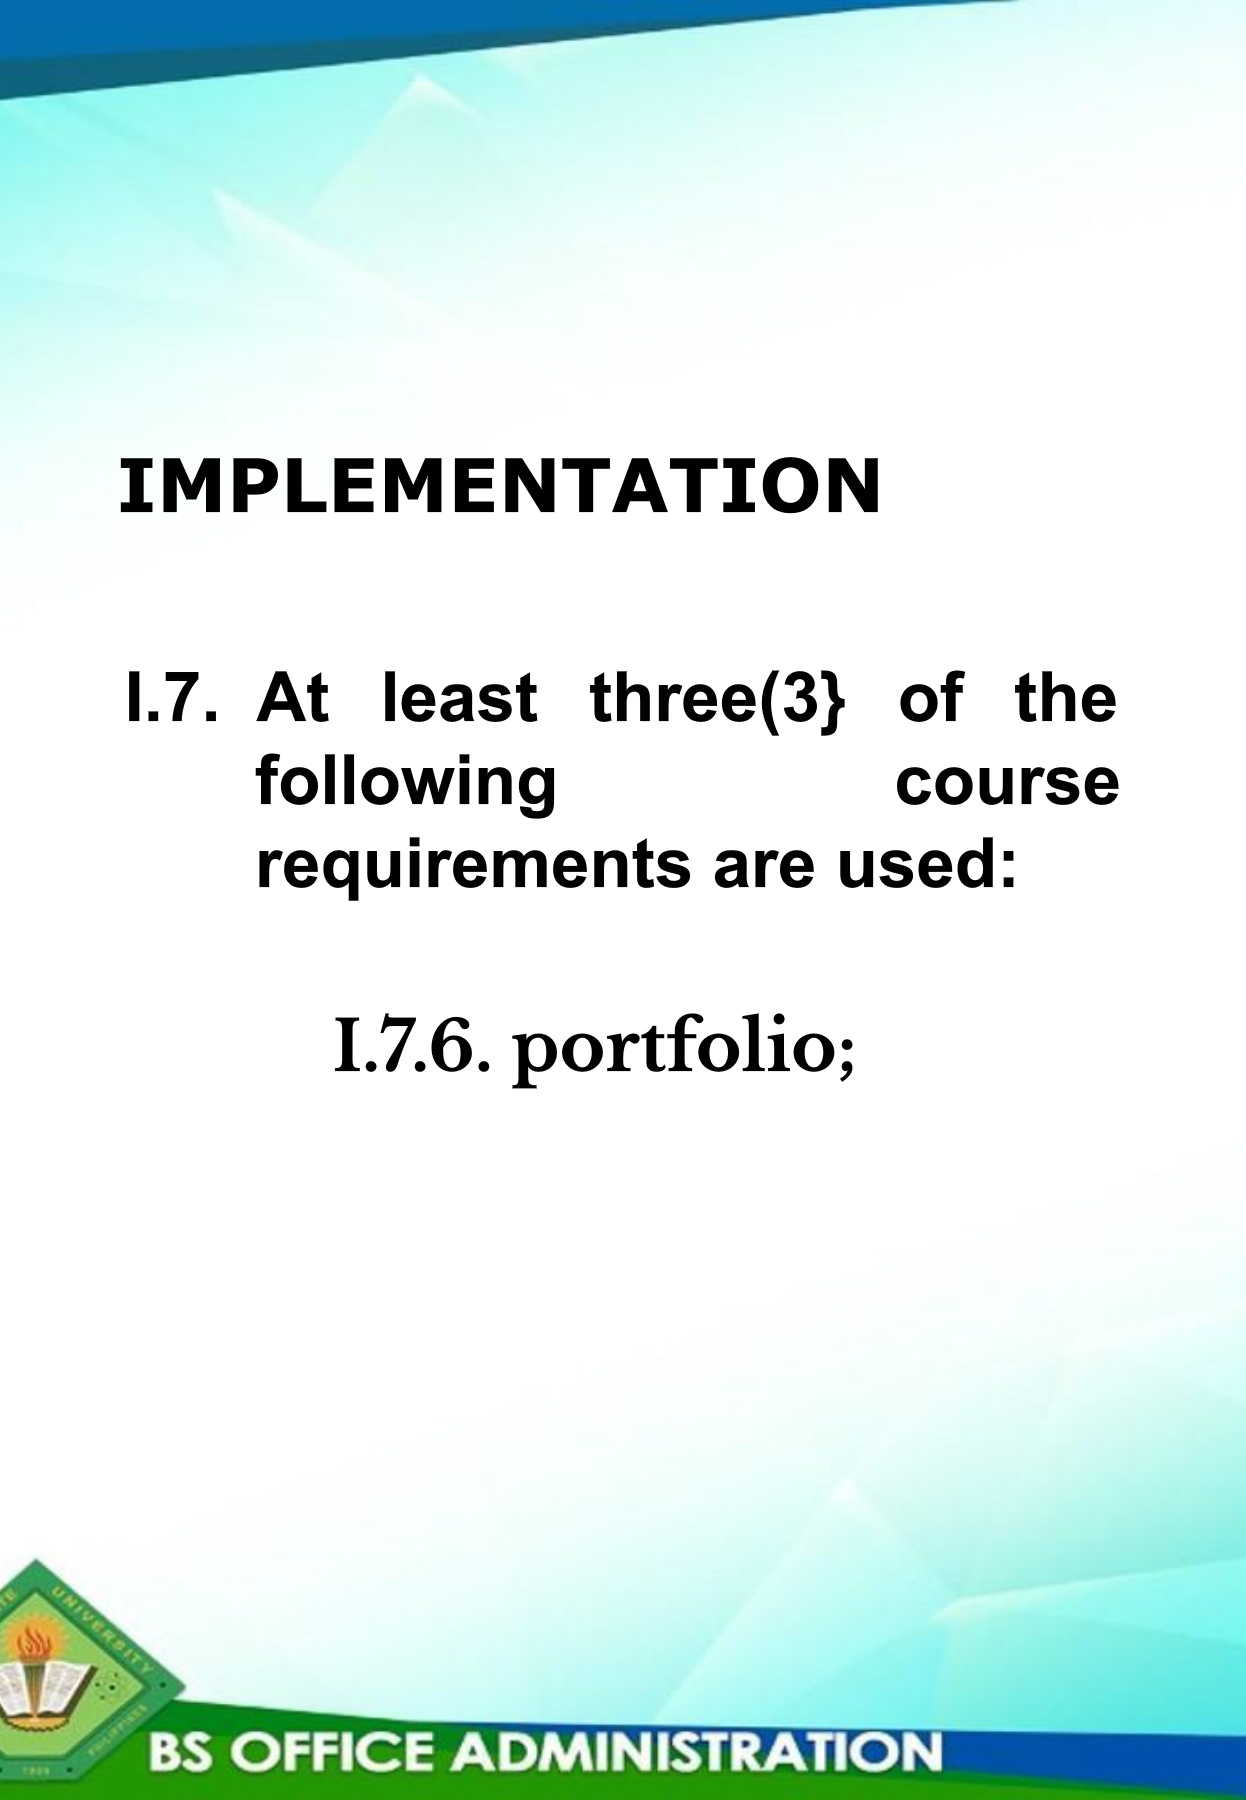 IMPLEMENTATION
I.7. At least three(3} of the
following course
requirements are used:
I.7.6. portfolio;
UNIVERSITY
PHILIPPINES
BS OFFICE ADMINISTRATION